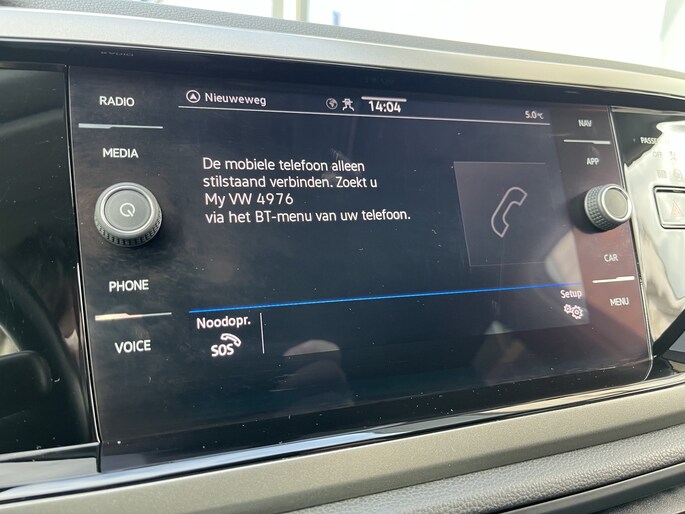 RADIO
MEDIA
PHONE
VOICE
Nieuweweg
14:04
5.0°C
De mobiele telefoon alleen
stilstaand verbinden. Zoekt u
My VW 4976
via het BT-menu van uw telefoon.
Setup
Noodopr.
SOS
NAV
APP
CAR
MENU